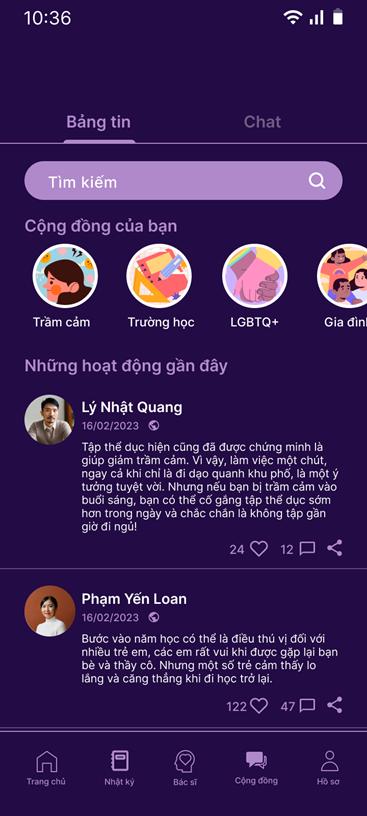 10:36
Bảng tin
Chat
Tìm kiếm
Cộng đồng của bạn
Trầm cảm
Trường học
LGBTQ+
Gia đìn
Những hoạt động gần đây
Lý Nhật Quang
16/02/2023
Tập thể dục hiện cũng đã được chứng minh là
giúp giảm trầm cảm. Vì vậy, làm việc một chút,
ngay cả khi chỉ là đi dạo quanh khu phố, là một ý
tưởng tuyệt vời. Nhưng nếu bạn bị trầm cảm vào
buổi sáng, bạn có thể cố gắng tập thể dục sớm
hơn trong ngày và chắc chắn là không tập gần
giờ đi ngủ!
24
12
Phạm Yến Loan
16/02/2023
Bước vào năm học có thể là điều thú vị đối với
nhiều trẻ em, các em rất vui khi được gặp lại bạn
bè và thầy cô. Nhưng một số trẻ cảm thấy lo
lắng và căng thẳng khi đi học trở lại.
122
47
Trang chủ
Nhật ký
Bác sĩ
Cộng đồng
Hồ sơ